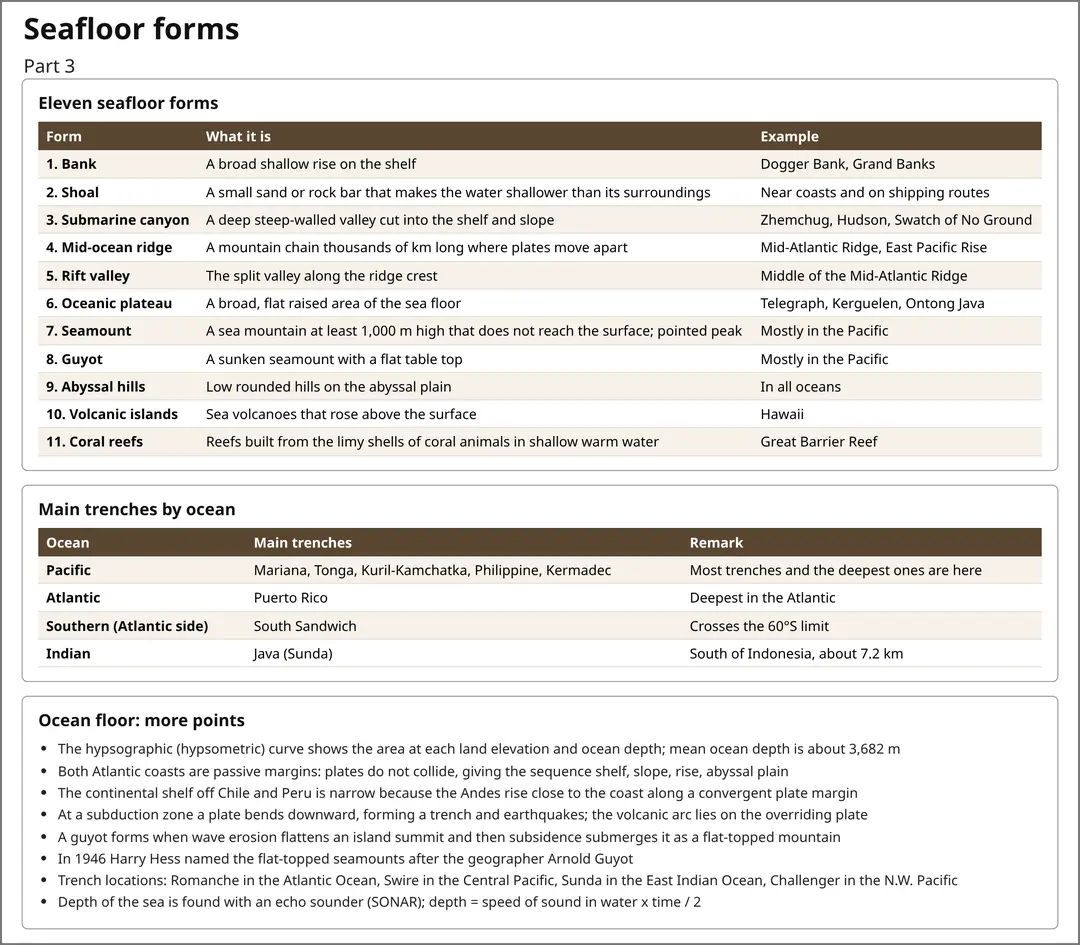 Seafloor forms
Part 3
Eleven seafloor forms
Form What it is Example
1. Bank A broad shallow rise on the shelf Dogger Bank, Grand Banks
2. Shoal A small sand or rock bar that makes the water shallower than its surroundings Near coasts and on shipping routes
3. Submarine canyon A deep steep-walled valley cut into the shelf and slope Zhemchug, Hudson, Swatch of No Ground
4. Mid-ocean ridge A mountain chain thousands of km long where plates move apart Mid-Atlantic Ridge, East Pacific Rise
5. Rift valley The split valley along the ridge crest Middle of the Mid-Atlantic Ridge
6. Oceanic plateau A broad, flat raised area of the sea floor Telegraph, Kerguelen, Ontong Java
7. Seamount A sea mountain at least 1,000 m high that does not reach the surface; pointed peak Mostly in the Pacific
8. Guyot A sunken seamount with a flat table top Mostly in the Pacific
9. Abyssal hills Low rounded hills on the abyssal plain In all oceans
10. Volcanic islands Sea volcanoes that rose above the surface Hawaii
11. Coral reefs Reefs built from the limy shells of coral animals in shallow warm water Great Barrier Reef
Main trenches by ocean
Ocean Main trenches Remark
Pacific Mariana, Tonga, Kuril-Kamchatka, Philippine, Kermadec Most trenches and the deepest ones are here
Atlantic Puerto Rico Deepest in the Atlantic
Southern (Atlantic side) South Sandwich Crosses the 60°S limit
Indian Java (Sunda) South of Indonesia, about 7.2 km
Ocean floor: more points
• The hypsographic (hypsometric) curve shows the area at each land elevation and ocean depth; mean ocean depth is about 3,682 m
• Both Atlantic coasts are passive margins: plates do not collide, giving the sequence shelf, slope, rise, abyssal plain
• The continental shelf off Chile and Peru is narrow because the Andes rise close to the coast along a convergent plate margin
• At a subduction zone a plate bends downward, forming a trench and earthquakes; the volcanic arc lies on the overriding plate
• A guyot forms when wave erosion flattens an island summit and then subsidence submerges it as a flat-topped mountain
• In 1946 Harry Hess named the flat-topped seamounts after the geographer Arnold Guyot
• Trench locations: Romanche in the Atlantic Ocean, Swire in the Central Pacific, Sunda in the East Indian Ocean, Challenger in the N.W. Pacific
• Depth of the sea is found with an echo sounder (SONAR); depth = speed of sound in water x time / 2